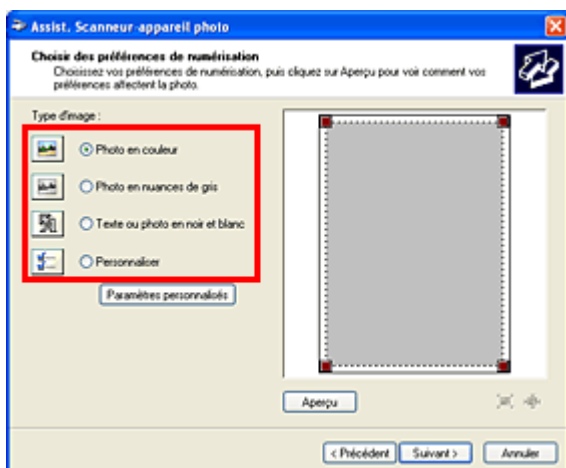 Assist. Scanneur-appareil photo
Choisir des préférences de numérisation
Choisissez vos préférences de numérisation, puis cliquez sur Aperçu pour voir comment vos
préférences affectent la photo.
Type d'image :
Photo en couleur
Photo en nuances de gris
Texte ou photo en noir et blanc
Personnaliser
Paramètres personnalisés
Aperçu
< Précédent
Suivant >
Annuler